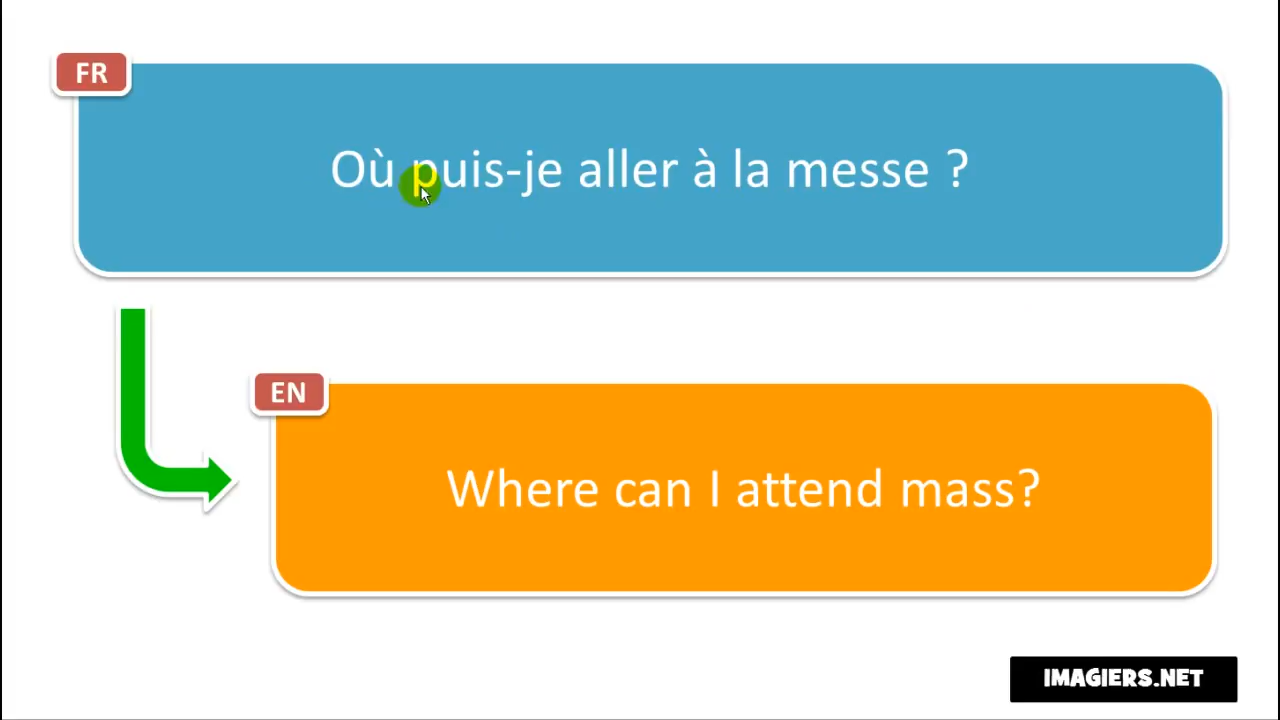 FR
Où puis-je aller à la messe ?
EN
Where can I attend mass?
IMAGIERS.NET